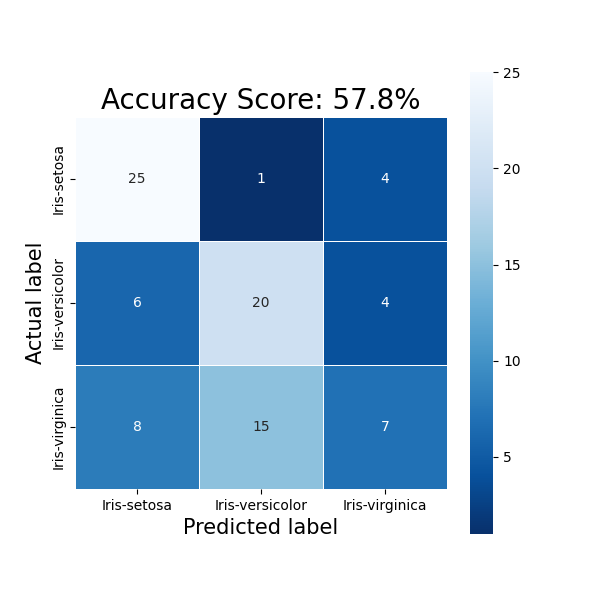 Accuracy Score: 57.8%
Actual label
Iris-setosa
25 1 4
Iris-versicolor
6 20 4
Iris-virginica
8 15 7
Iris-setosa Iris-versicolor Iris-virginica
Predicted label
25
20
15
10
5